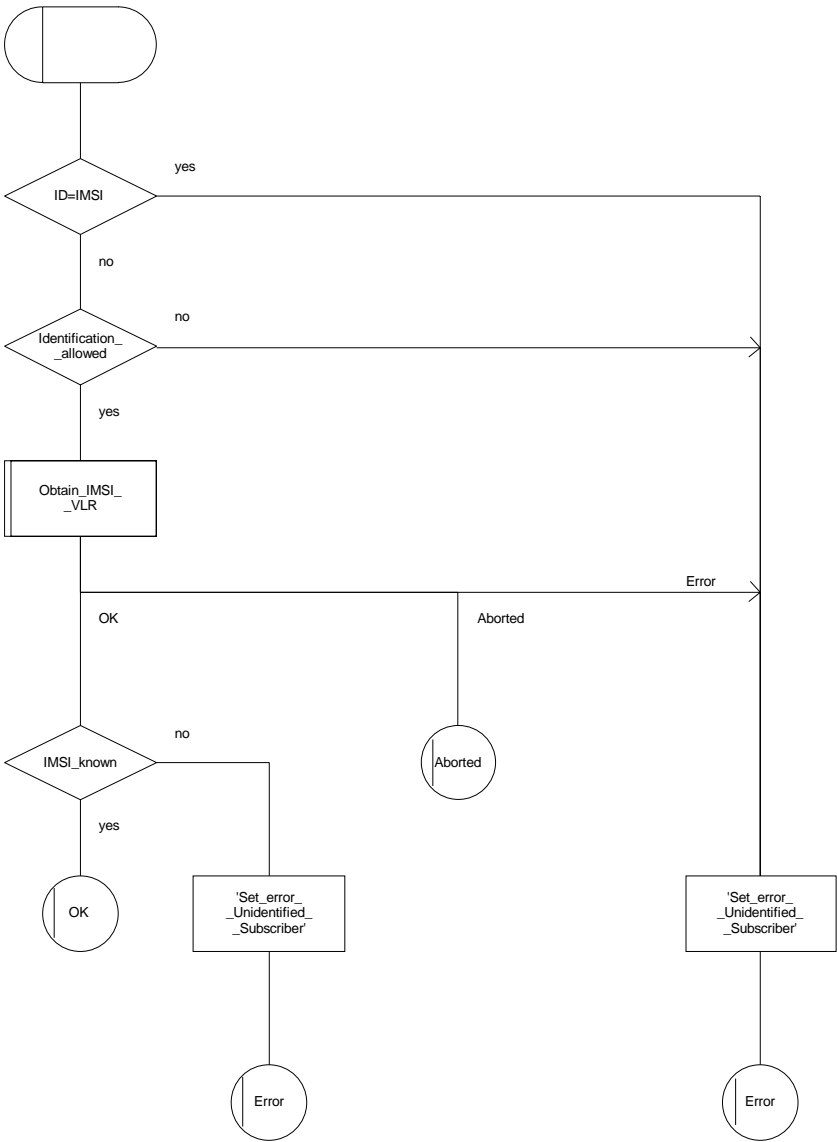 yes
ID=IMSI
no
no
Identification_
_allowed
yes
Obtain_IMSI_
_VLR
Error
OK
Aborted
no
IMSI_known
Aborted
yes
OK
'Set_error_
_Unidentified_
_Subscriber'
'Set_error_
_Unidentified_
_Subscriber'
Error
Error